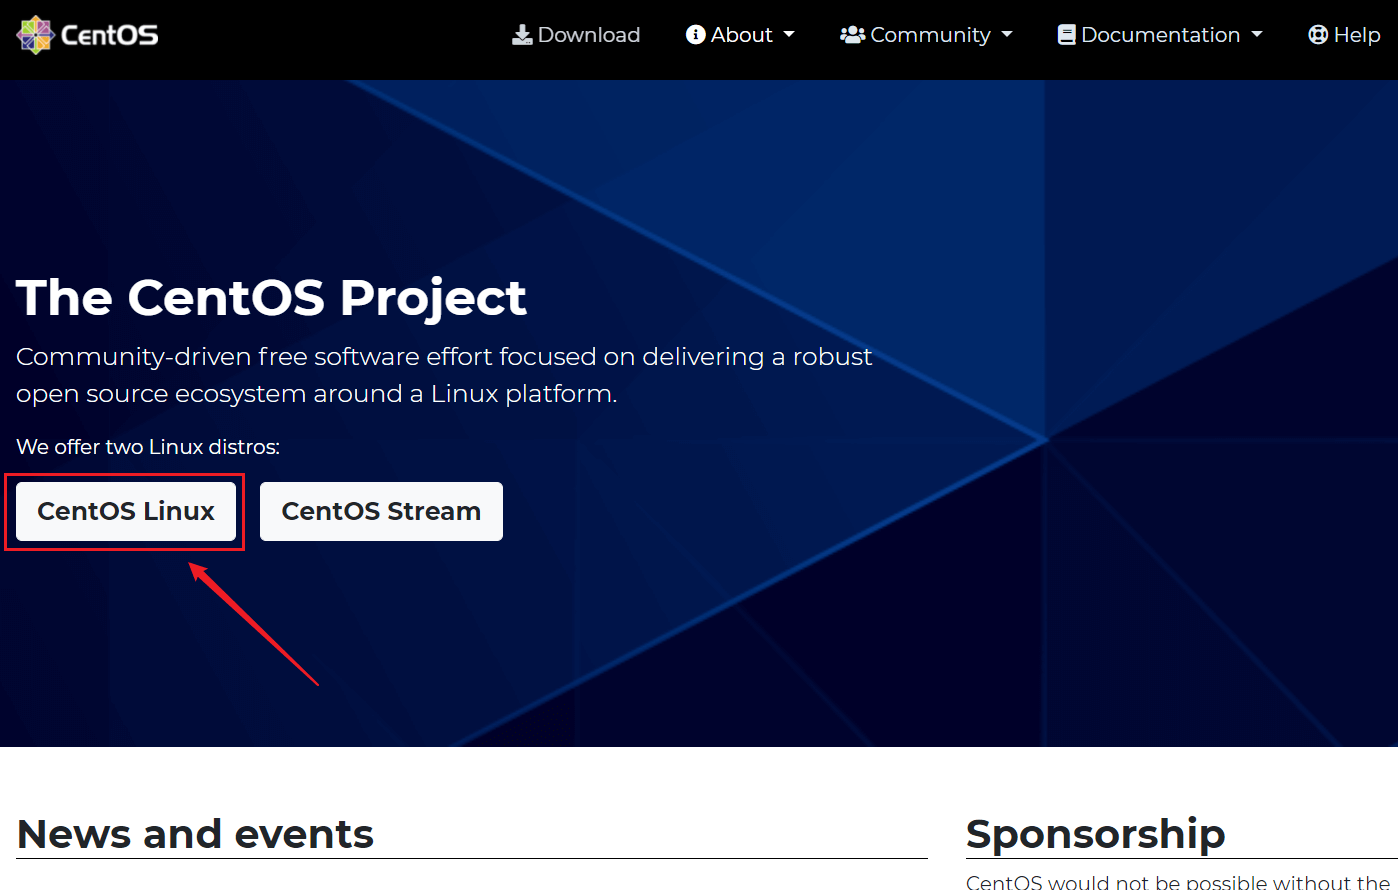 CentOS
Download
About
Community
Documentation
Help
The CentOS Project
Community-driven free software effort focused on delivering a robust
open source ecosystem around a Linux platform.
We offer two Linux distros:
CentOS Linux
CentOS Stream
News and events
Sponsorship
CentOS would not be possible without the